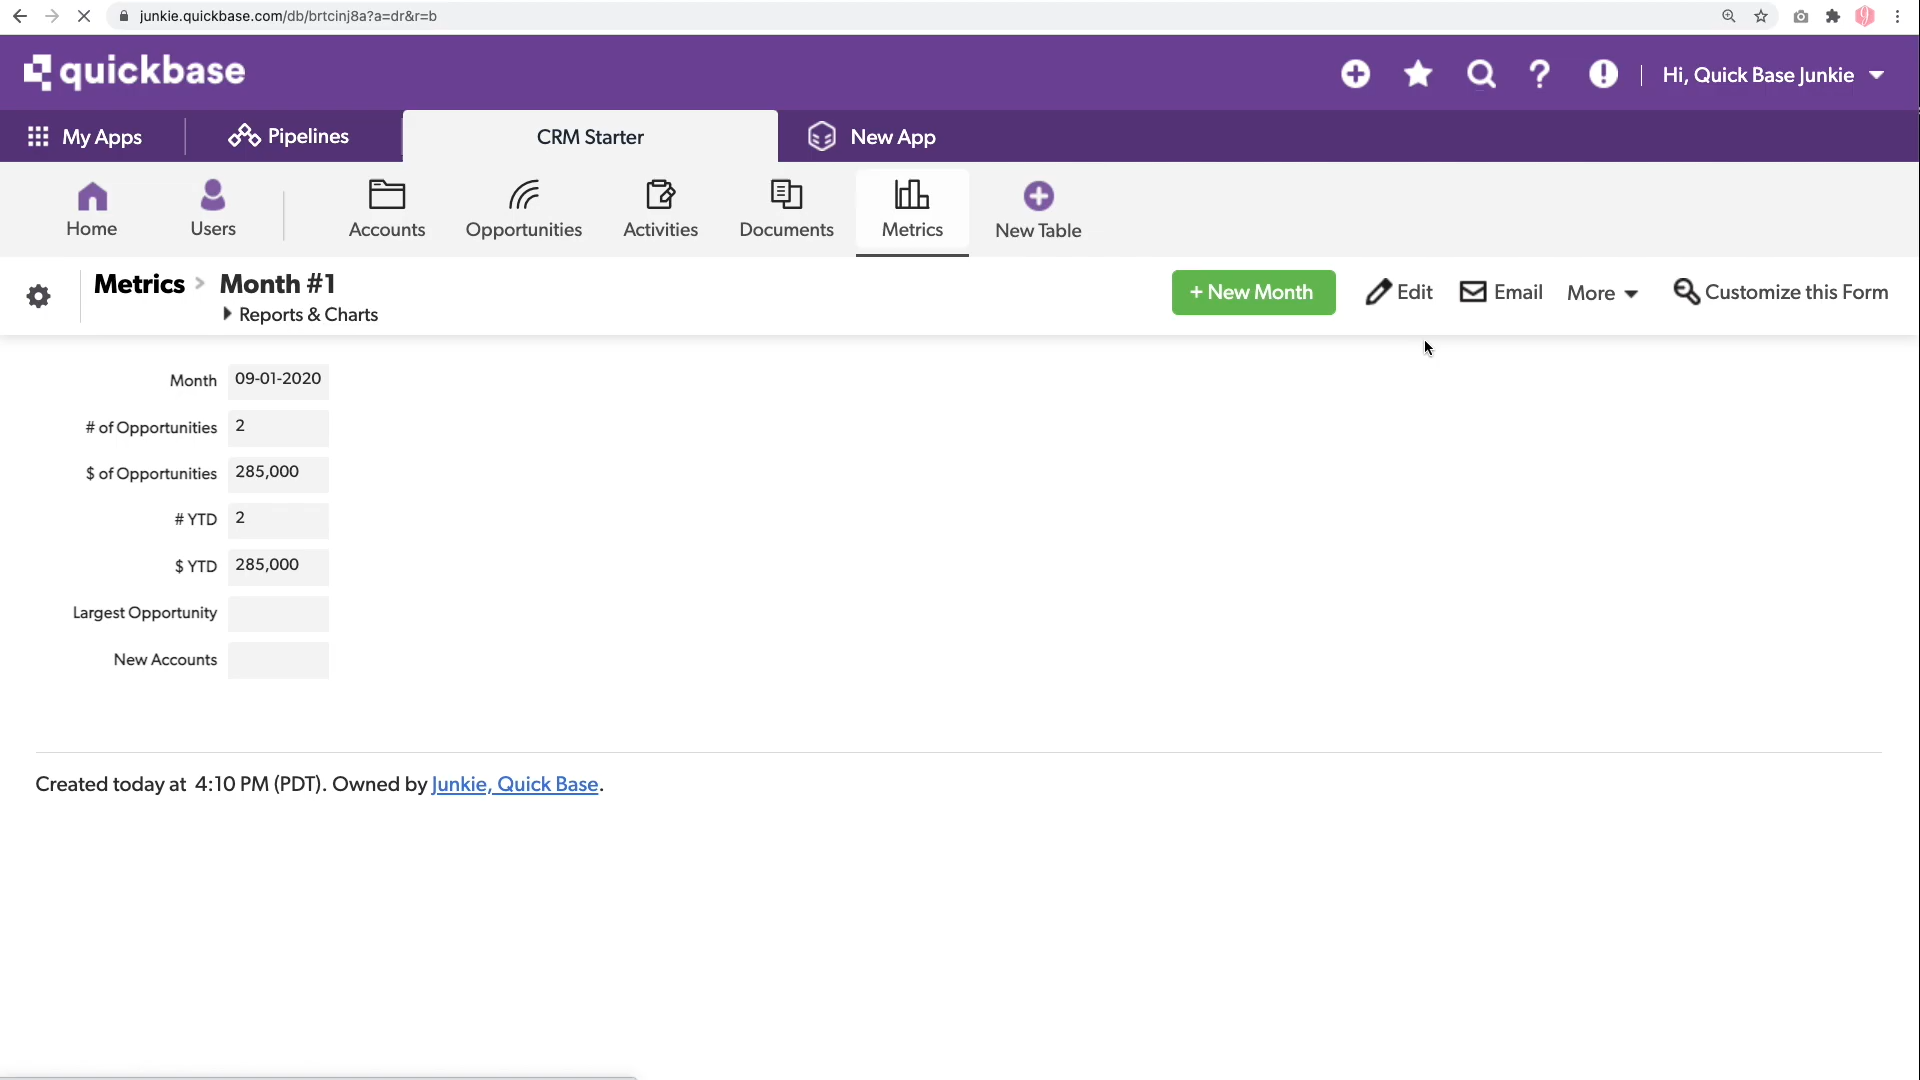 junkie.quickbase.com/db/brtcinj8a?a=dr&r=b
quickbase
Hi, Quick Base Junkie
My Apps
Pipelines
CRM Starter
New App
Home
Users
Accounts
Opportunities
Activities
Documents
Metrics
New Table
Metrics > Month #1
Reports & Charts
+ New Month
Edit
Email
More
Customize this Form
Month 09-01-2020
# of Opportunities 2
$ of Opportunities 285,000
# YTD 2
$ YTD 285,000
Largest Opportunity
New Accounts
Created today at 4:10 PM (PDT). Owned by Junkie, Quick Base.